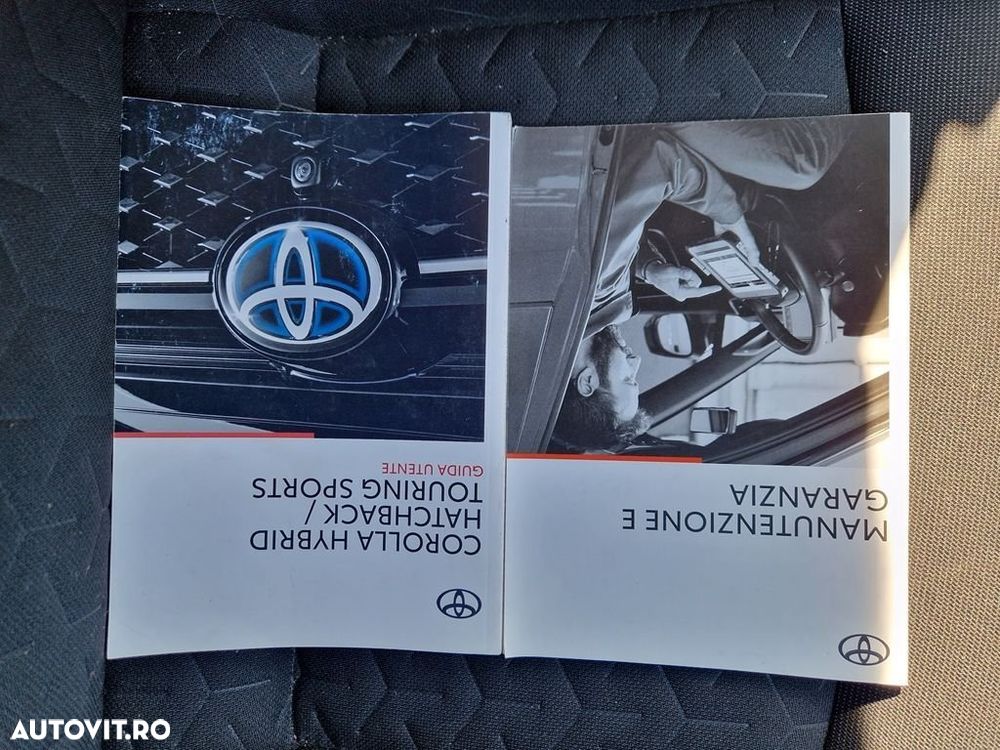 COROLLA HYBRID
HATCHBACK /
TOURING SPORTS
GUIDA UTENTE
MANUTENZIONE E
GARANZIA
AUTOVIT.RO